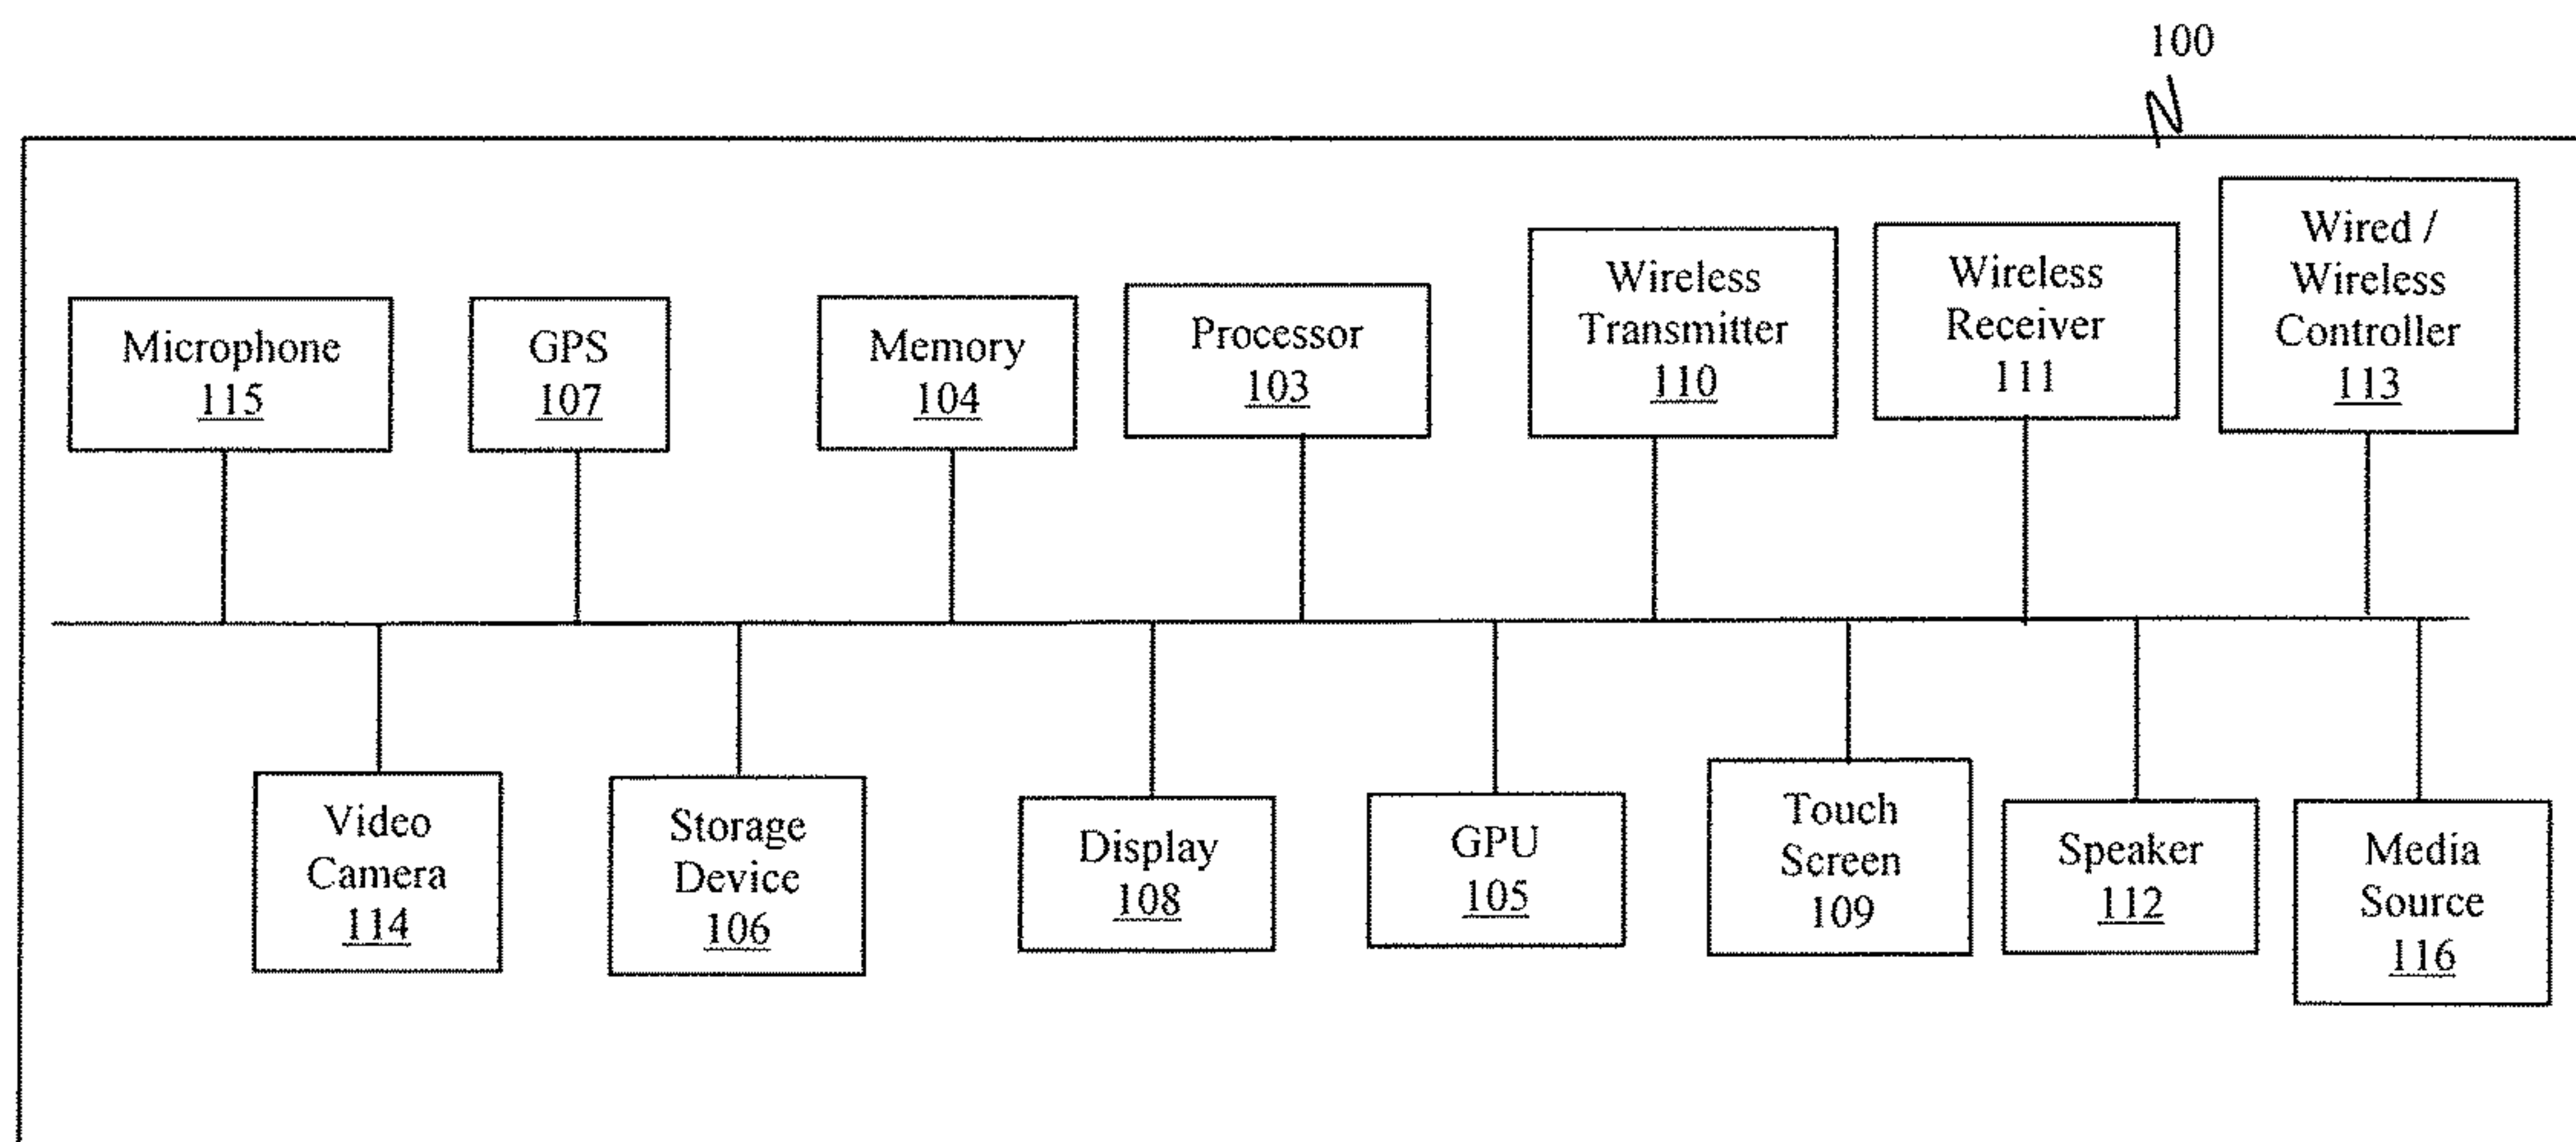 100
Microphone
115
GPS
107
Memory
104
Processor
103
Wireless
Transmitter
110
Wireless
Receiver
111
Wired /
Wireless
Controller
113
Video
Camera
114
Storage
Device
106
Display
108
GPU
105
Touch
Screen
109
Speaker
112
Media
Source
116